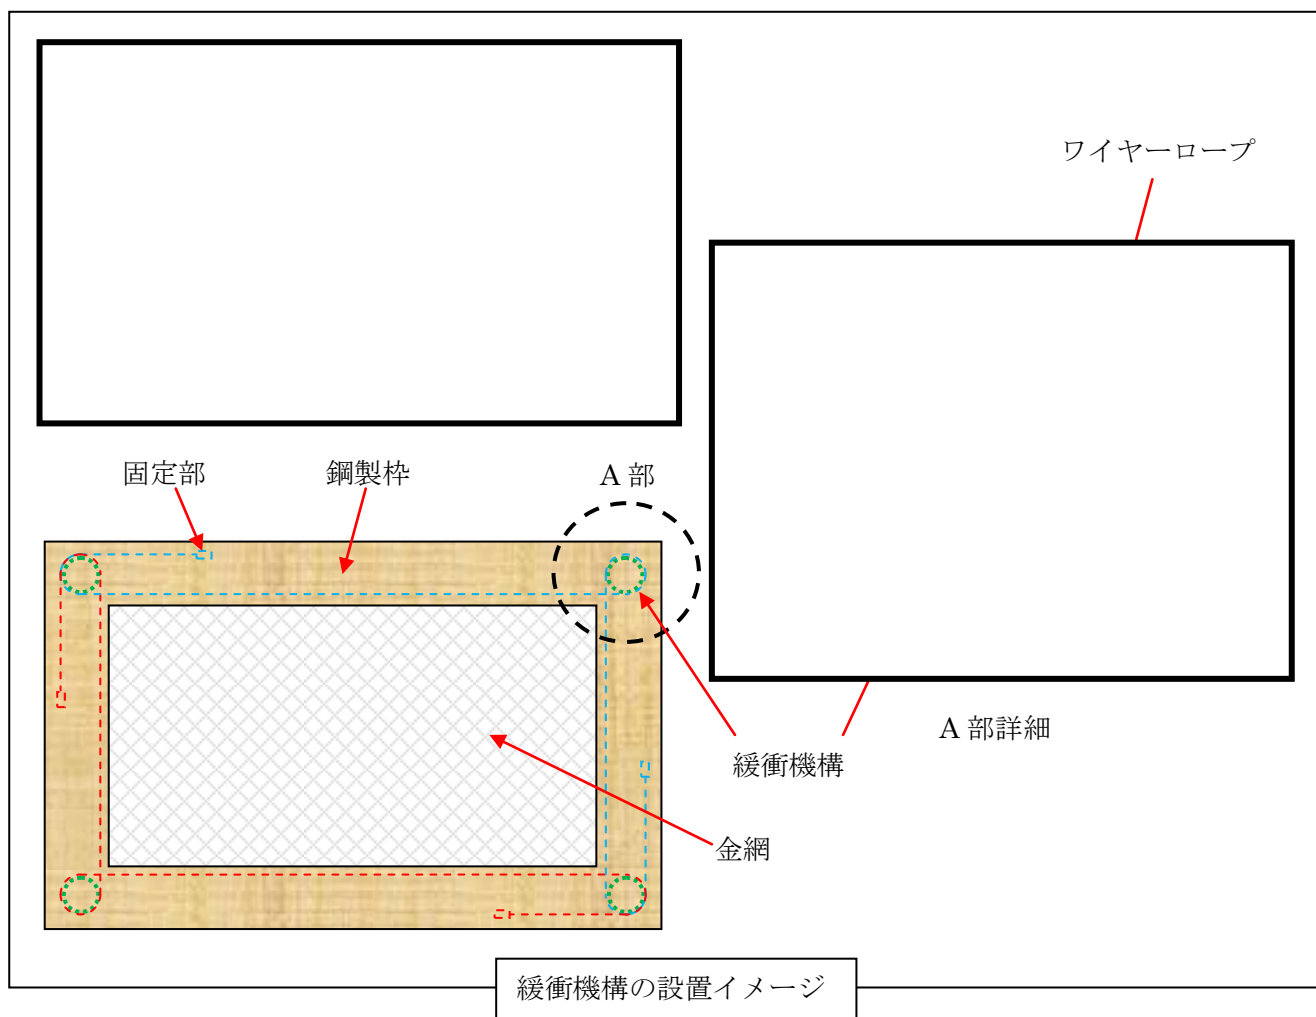 ワイヤーロープ
固定部
鋼製枠
A 部
A 部詳細
緩衝機構
金網
緩衝機構の設置イメージ